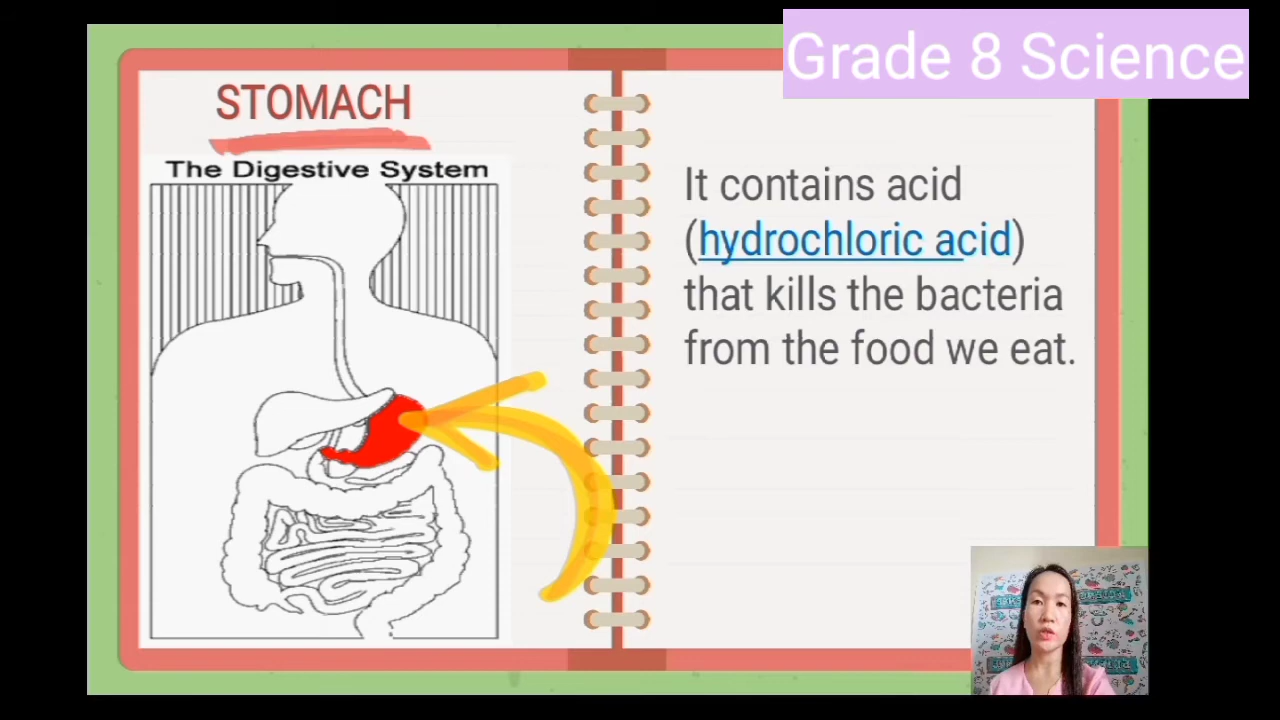 Grade 8 Science
STOMACH
The Digestive System
It contains acid
(hydrochloric acid)
that kills the bacteria
from the food we eat.